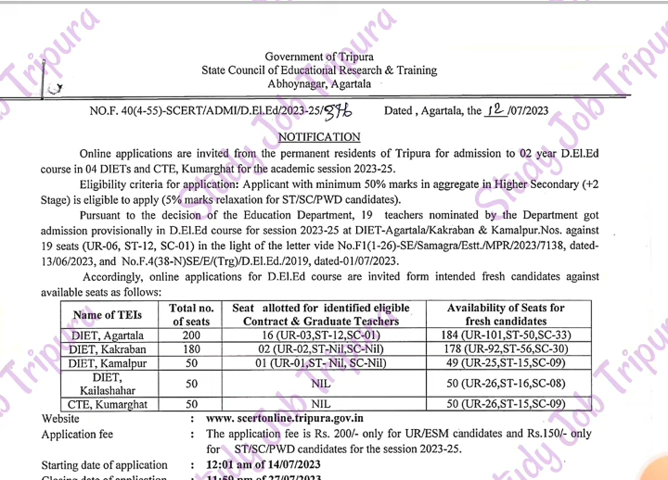 Government of Tripura
State Council of Educational Research & Training
Abhoynagar, Agartala
NO.F. 40(4-55)-SCERT/ADMI/D.El.Ed/2023-25/ Dated , Agartala, the 12 /07/2023
NOTIFICATION
Online applications are invited from the permanent residents of Tripura for admission to 02 year D.El.Ed
course in 04 DIETs and CTE, Kumarghat for the academic session 2023-25.
Eligibility criteria for application: Applicant with minimum 50% marks in aggregate in Higher Secondary (+2
Stage) is eligible to apply (5% marks relaxation for ST/SC/PWD candidates).
Pursuant to the decision of the Education Department, 19 teachers nominated by the Department got
admission provisionally in D.El.Ed course for session 2023-25 at DIET-Agartala/Kakraban & Kamalpur.Nos. against
19 seats (UR-06, ST-12, SC-01) in the light of the letter vide No.F1(1-26)-SE/Samagra/Estt./MPR/2023/7138, dated-
13/06/2023, and No.F.4(38-N)SE/E/(Trg)/D.El.Ed./2019, dated-01/07/2023.
Accordingly, online applications for D.El.Ed course are invited form intended fresh candidates against
available seats as follows:
Name of TEIs Total no. of seats Seat allotted for identified eligible Contract & Graduate Teachers Availability of Seats for fresh candidates
DIET, Agartala 200 16 (UR-03,ST-12,SC-01) 184 (UR-101,ST-50,SC-33)
DIET, Kakraban 180 02 (UR-02,ST-Nil,SC-Nil) 178 (UR-92,ST-56,SC-30)
DIET, Kamalpur 50 01 (UR-01,ST- Nil, SC-Nil) 49 (UR-25,ST-15,SC-09)
DIET, Kailashahar 50 NIL 50 (UR-26,ST-16,SC-08)
CTE, Kumarghat 50 NIL 50 (UR-26,ST-15,SC-09)
Website : www. scertonline.tripura.gov.in
Application fee : The application fee is Rs. 200/- only for UR/ESM candidates and Rs.150/- only
for ST/SC/PWD candidates for the session 2023-25.
Starting date of application : 12:01 am of 14/07/2023
Closing date of application : 11:59 pm of 27/07/2023
Study Job Tripura